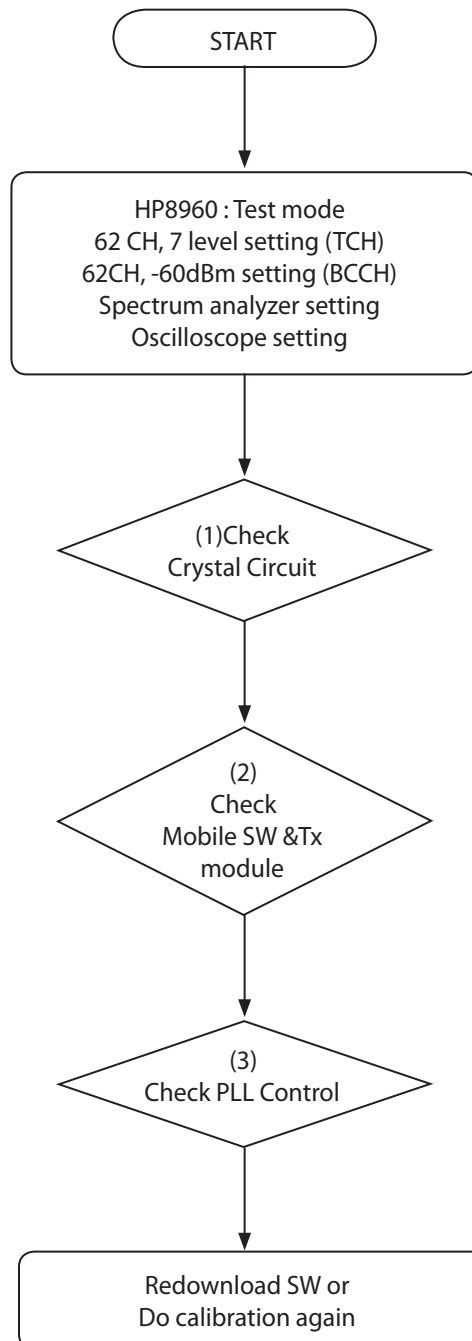 START
HP8960 : Test mode
62 CH, 7 level setting (TCH)
62CH, -60dBm setting (BCCH)
Spectrum analyzer setting
Oscilloscope setting
(1)Check
Crystal Circuit
(2)
Check
Mobile SW &Tx
module
(3)
Check PLL Control
Redownload SW or
Do calibration again